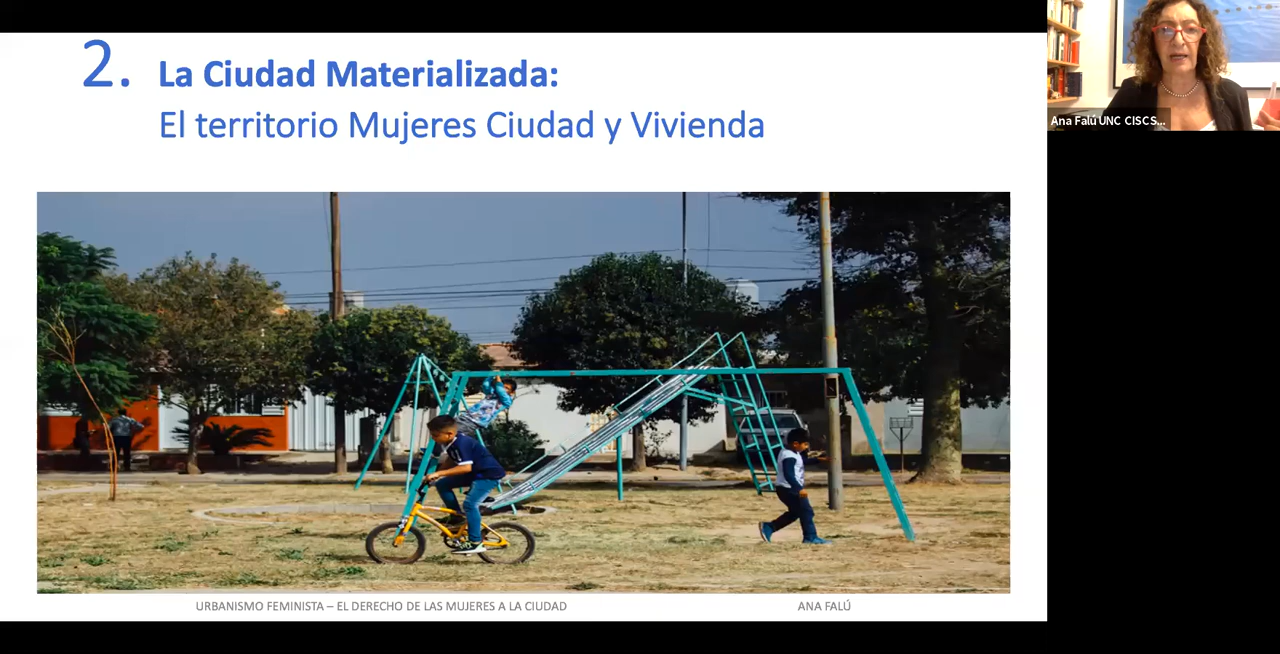 2. La Ciudad Materializada:
El territorio Mujeres Ciudad y Vivienda
Ana Falú UNC CISCS...
URBANISMO FEMINISTA – EL DERECHO DE LAS MUJERES A LA CIUDAD
ANA FALÚ